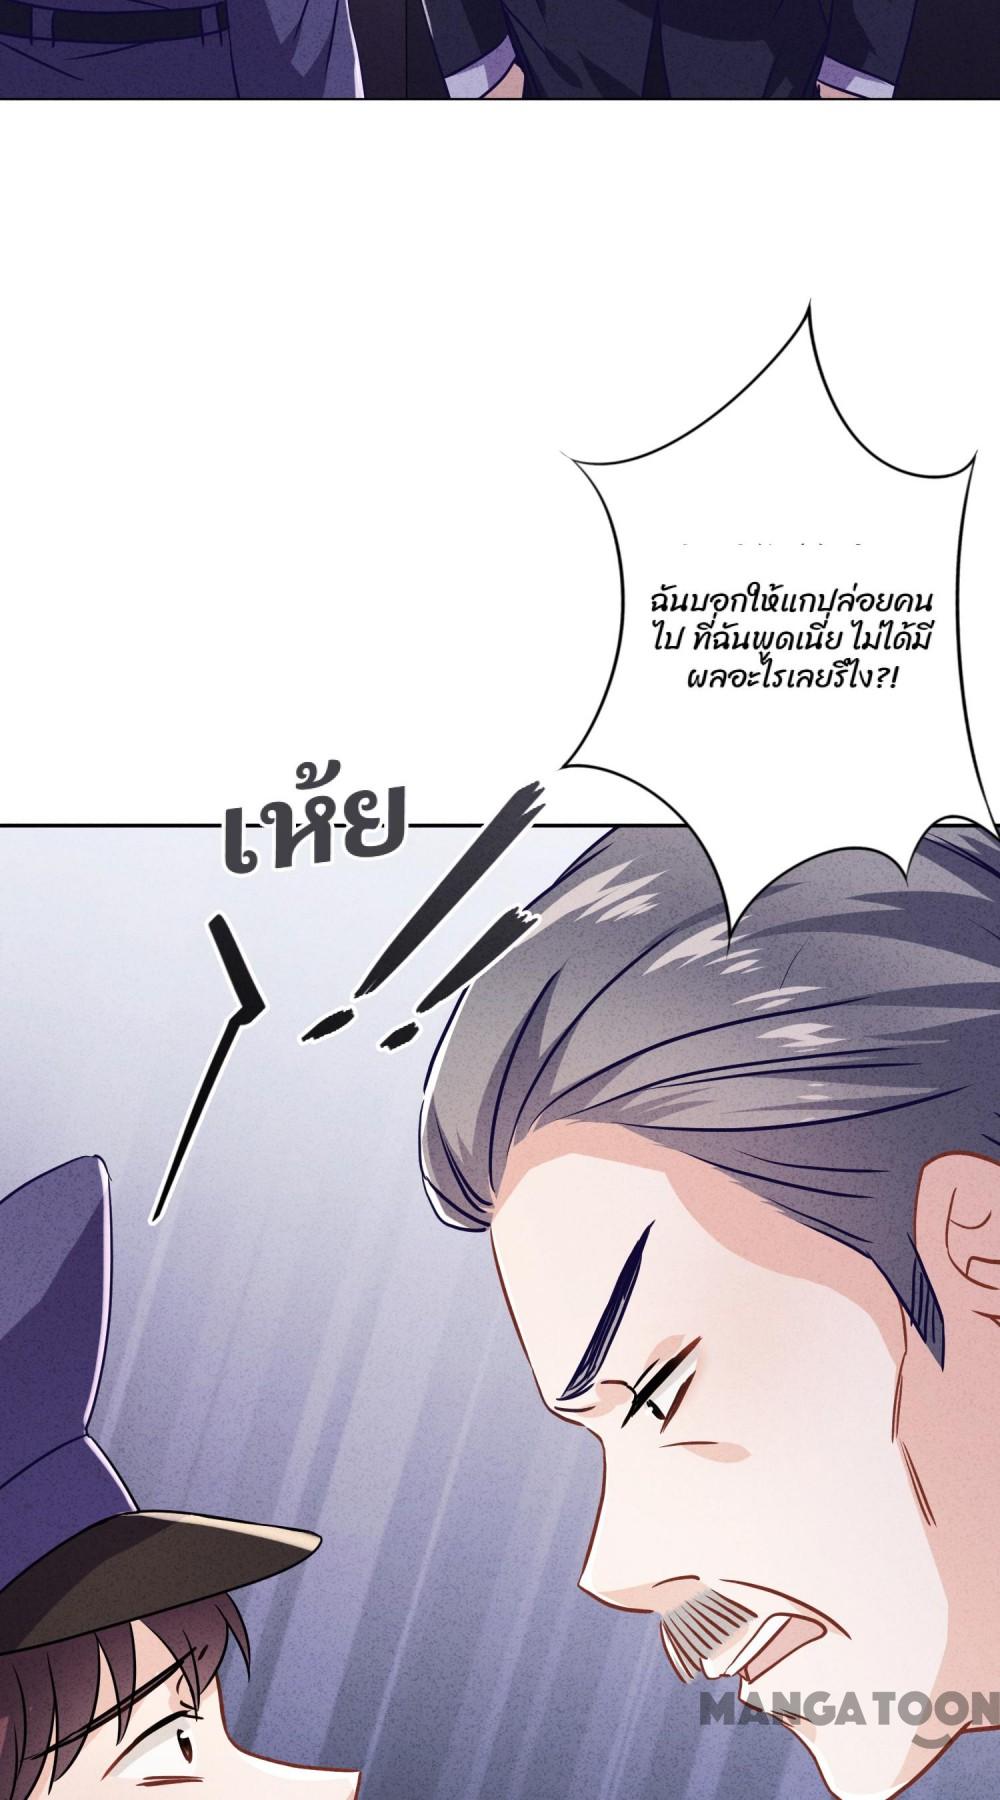 ฉันบอกให้แกปล่อยคน
ไป ที่ฉันพูดเนี่ย ไม่ได้มี
ผลอะไรเลยรึไง?!
เห้ย
!!
MANGATOON